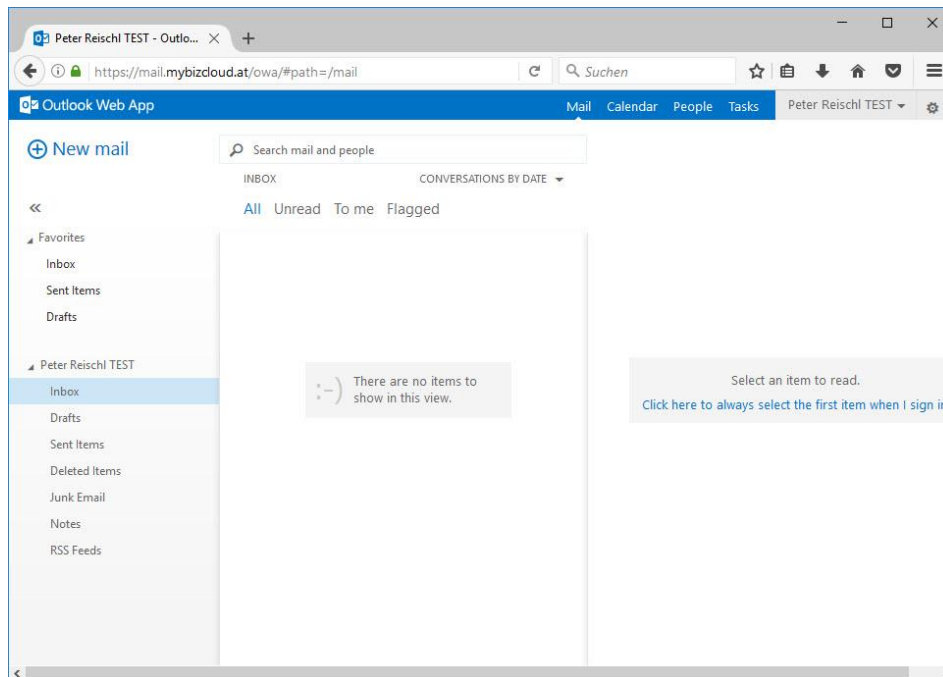 Peter Reischl TEST - Outlo...
https://mail.mybizcloud.at/owa/#path=/mail
Suchen
Outlook Web App
Mail Calendar People Tasks Peter Reischl TEST
New mail
Search mail and people
INBOX CONVERSATIONS BY DATE
All Unread To me Flagged
Favorites
Inbox
Sent Items
Drafts
Peter Reischl TEST
Inbox
Drafts
Sent Items
Deleted Items
Junk Email
Notes
RSS Feeds
:-)
There are no items to
show in this view.
Select an item to read.
Click here to always select the first item when I sign in